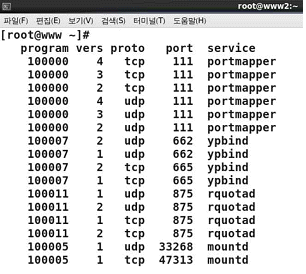 root@www2:~
파일(F) 편집(E) 보기(V) 검색(S) 터미널(T) 도움말(H)
[root@www ~]#
program vers proto port service
100000 4 tcp 111 portmapper
100000 3 tcp 111 portmapper
100000 2 tcp 111 portmapper
100000 4 udp 111 portmapper
100000 3 udp 111 portmapper
100000 2 udp 111 portmapper
100007 2 udp 662 ypbind
100007 1 udp 662 ypbind
100007 2 tcp 665 ypbind
100007 1 tcp 665 ypbind
100011 1 udp 875 rquotad
100011 2 udp 875 rquotad
100011 1 tcp 875 rquotad
100011 2 tcp 875 rquotad
100005 1 udp 33268 mountd
100005 1 tcp 47313 mountd